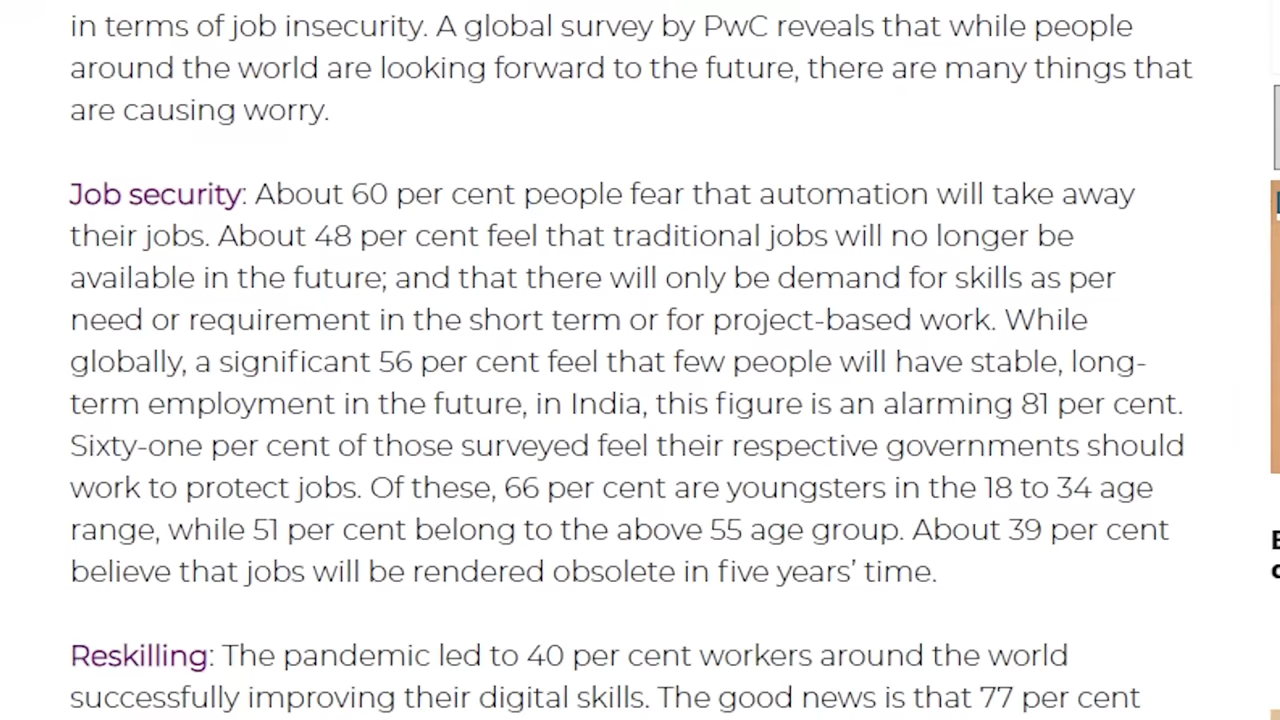 in terms of job insecurity. A global survey by PwC reveals that while people
around the world are looking forward to the future, there are many things that
are causing worry.
Job security: About 60 per cent people fear that automation will take away
their jobs. About 48 per cent feel that traditional jobs will no longer be
available in the future; and that there will only be demand for skills as per
need or requirement in the short term or for project-based work. While
globally, a significant 56 per cent feel that few people will have stable, long-
term employment in the future, in India, this figure is an alarming 81 per cent.
Sixty-one per cent of those surveyed feel their respective governments should
work to protect jobs. Of these, 66 per cent are youngsters in the 18 to 34 age
range, while 51 per cent belong to the above 55 age group. About 39 per cent
believe that jobs will be rendered obsolete in five years’ time.
Reskilling: The pandemic led to 40 per cent workers around the world
successfully improving their digital skills. The good news is that 77 per cent